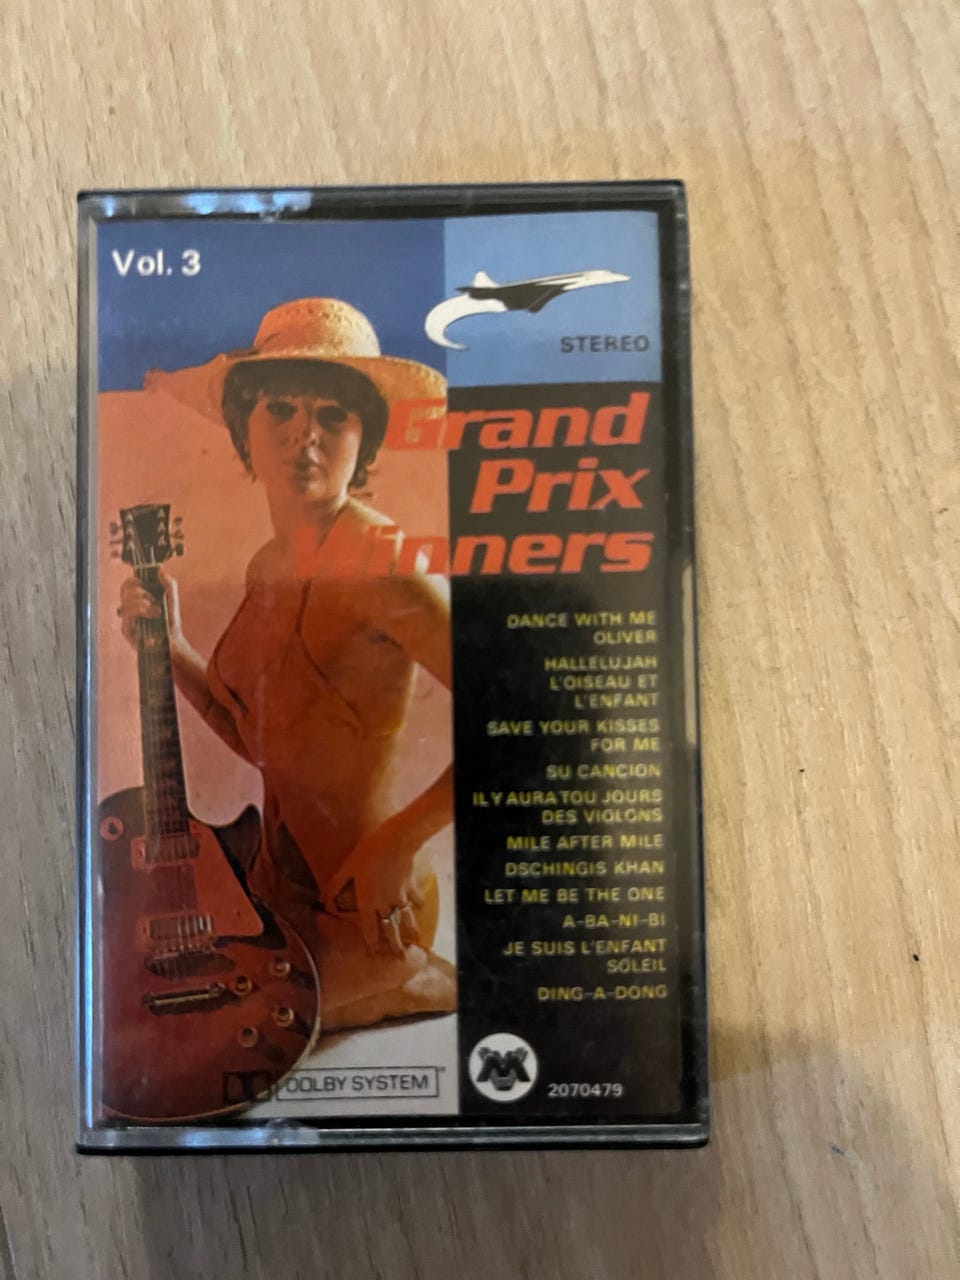 Vol. 3
STEREO
Grand
Prix
Winners
DANCE WITH ME
OLIVER
HALLELUJAH
L'OISEAU ET
L'ENFANT
SAVE YOUR KISSES
FOR ME
SU CANCION
IL Y AURA TOU JOURS
DES VIOLONS
MILE AFTER MILE
DSCHINGIS KHAN
LET ME BE THE ONE
A-BA-NI-BI
JE SUIS L'ENFANT
SOLEIL
DING-A-DONG
DOLBY SYSTEM
M
2070479